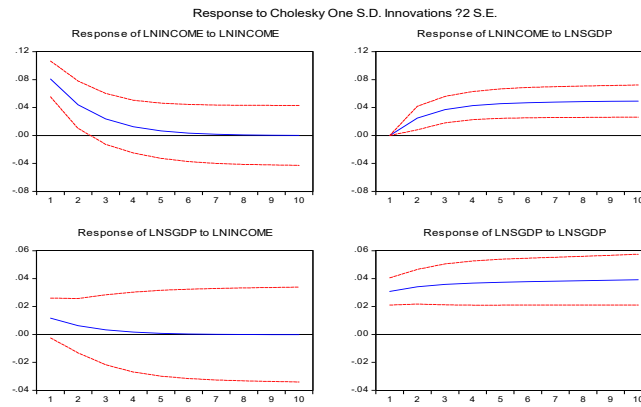 Response to Cholesky One S.D. Innovations ?2 S.E.
Response of LNINCOME to LNINCOME
Response of LNINCOME to LNSGDP
.12
.08
.04
.00
-.04
-.08
1 2 3 4 5 6 7 8 9 10
.12
.08
.04
.00
-.04
-.08
1 2 3 4 5 6 7 8 9 10
Response of LNSGDP to LNINCOME
Response of LNSGDP to LNSGDP
.06
.04
.02
.00
-.02
-.04
1 2 3 4 5 6 7 8 9 10
.06
.04
.02
.00
-.02
-.04
1 2 3 4 5 6 7 8 9 10